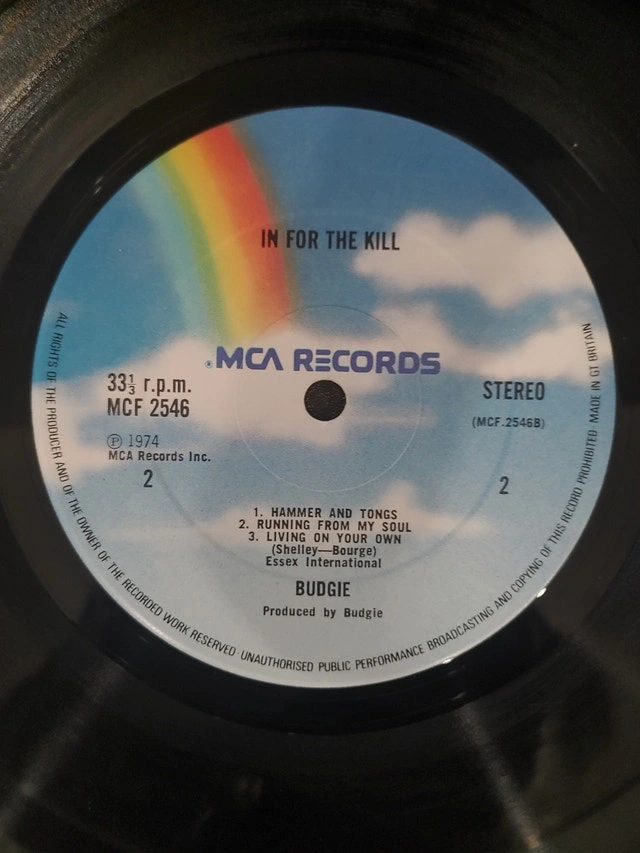 IN FOR THE KILL
®MCA RECORDS
33⅓ r.p.m.
MCF 2546
STEREO
(MCF.2546B)
Ⓟ 1974
MCA Records Inc.
2
2
1. HAMMER AND TONGS
2. RUNNING FROM MY SOUL
3. LIVING ON YOUR OWN
(Shelley—Bourge)
Essex International
BUDGIE
Produced by Budgie
ALL RIGHTS OF THE PRODUCER AND OF THE OWNER OF THE RECORDED WORK RESERVED · UNAUTHORISED PUBLIC PERFORMANCE BROADCASTING AND COPYING OF THIS RECORD PROHIBITED · MADE IN GT BRITAIN